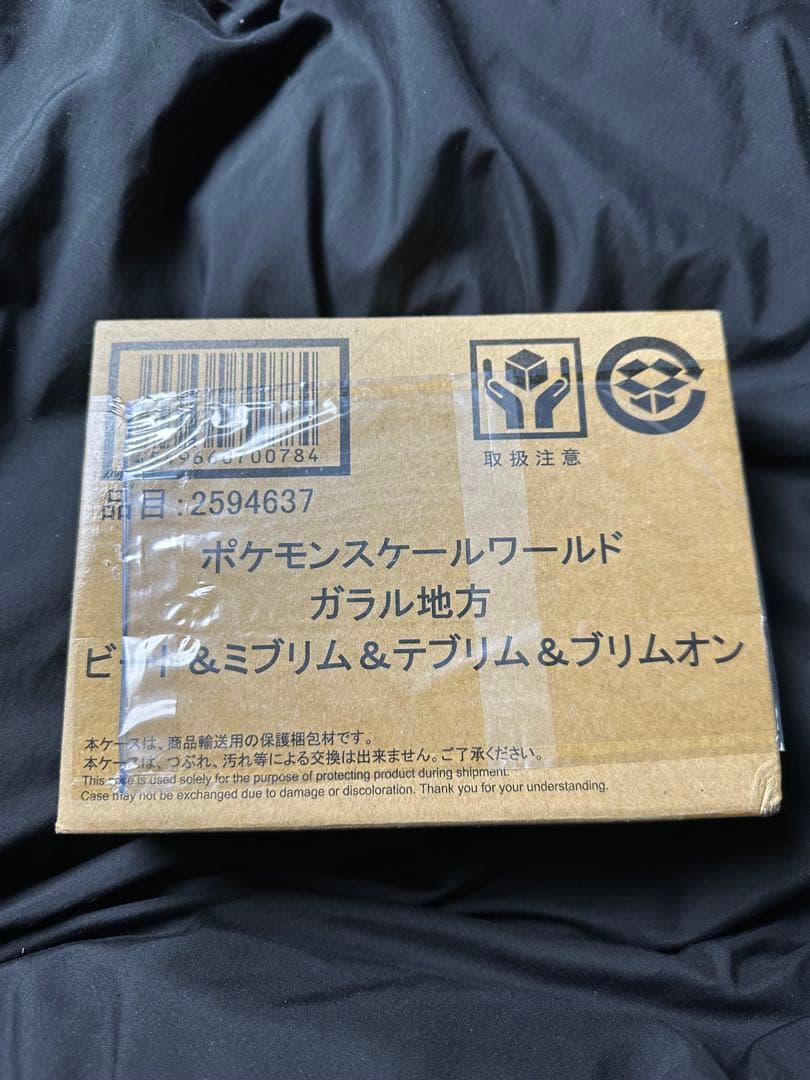 取扱注意
品目:2594637
ポケモンスケールワールド
ガラル地方
ビート&ミブリム&テブリム&ブリムオン
本ケースは、商品輸送用の保護梱包材です。
本ケースは、つぶれ、汚れ等による交換は出来ません。ご了承ください。
This case is used solely for the purpose of protecting product during shipment.
Case may not be exchanged due to damage or discoloration. Thank you for your understanding.